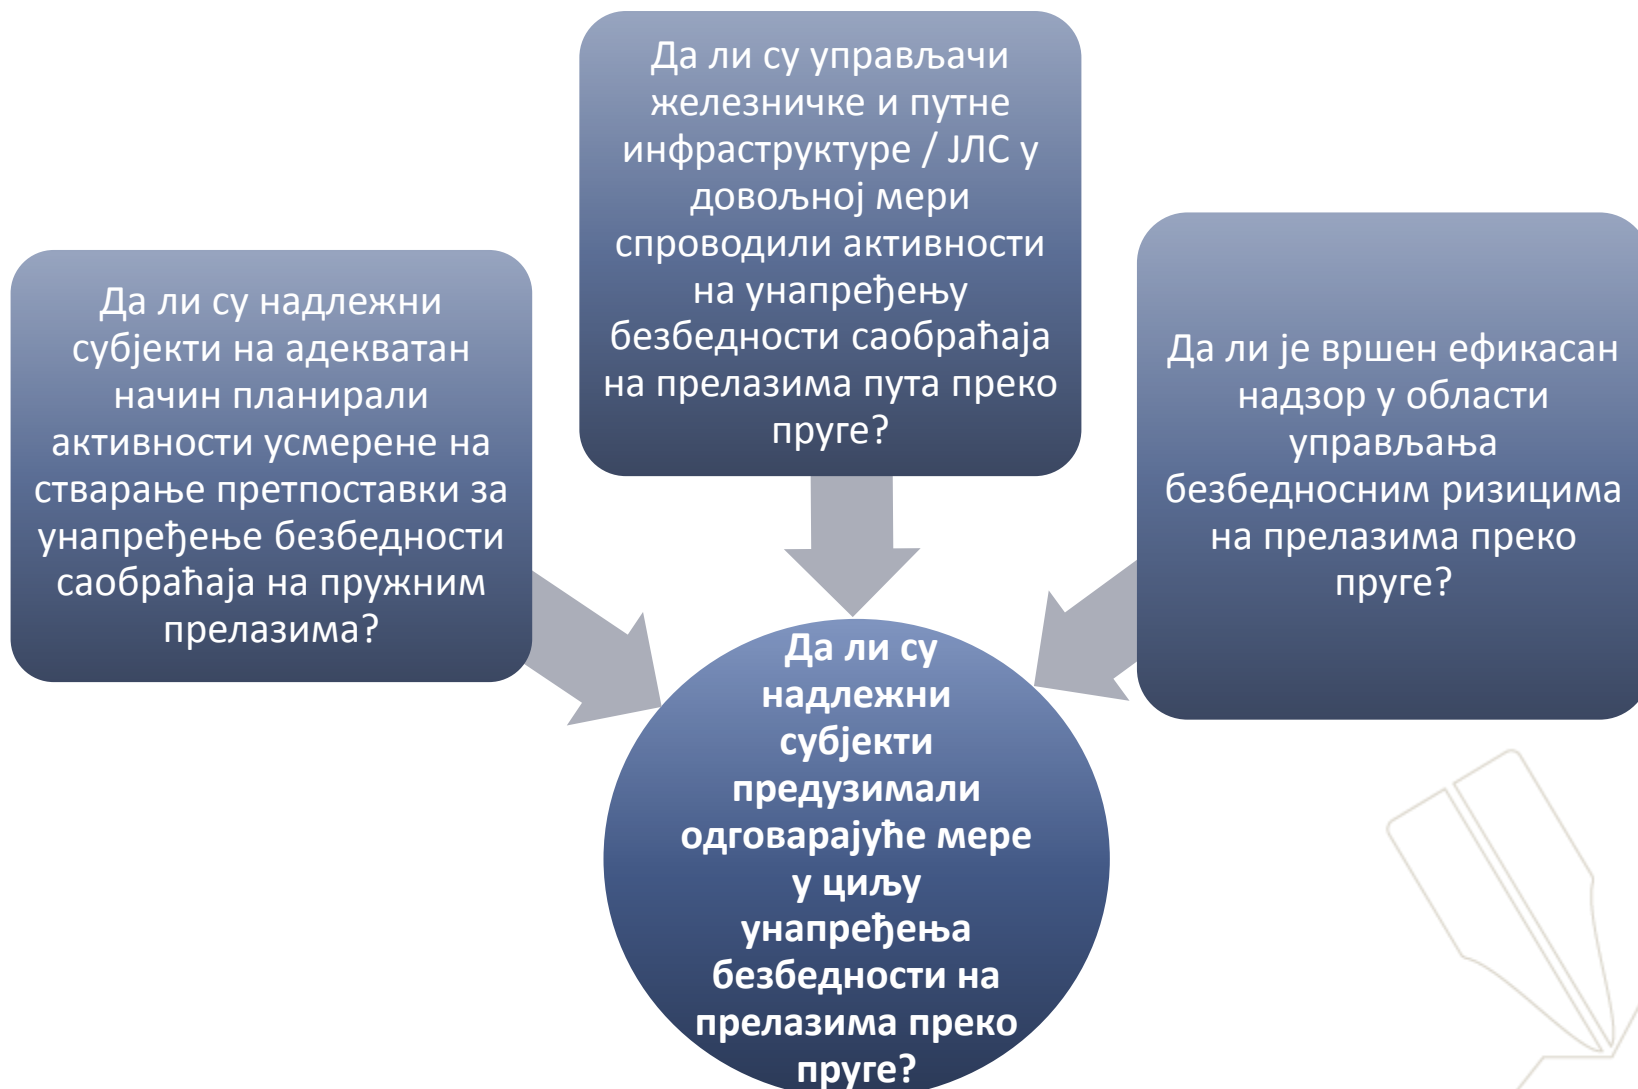 Да ли су надлежни
субјекти на адекватан
начин планирали
активности усмерене на
стварање претпоставки за
унапређење безбедности
саобраћаја на пружним
прелазима?
Да ли су управљачи
железничке и путне
инфраструктуре / ЈЛС у
довољној мери
спроводили активности
на унапређењу
безбедности саобраћаја
на прелазима пута преко
пруге?
Да ли је вршен ефикасан
надзор у области
управљања
безбедносним ризицима
на прелазима преко
пруге?
Да ли су
надлежни
субјекти
предузимали
одговарајуће мере
у циљу
унапређења
безбедности на
прелазима преко
пруге?